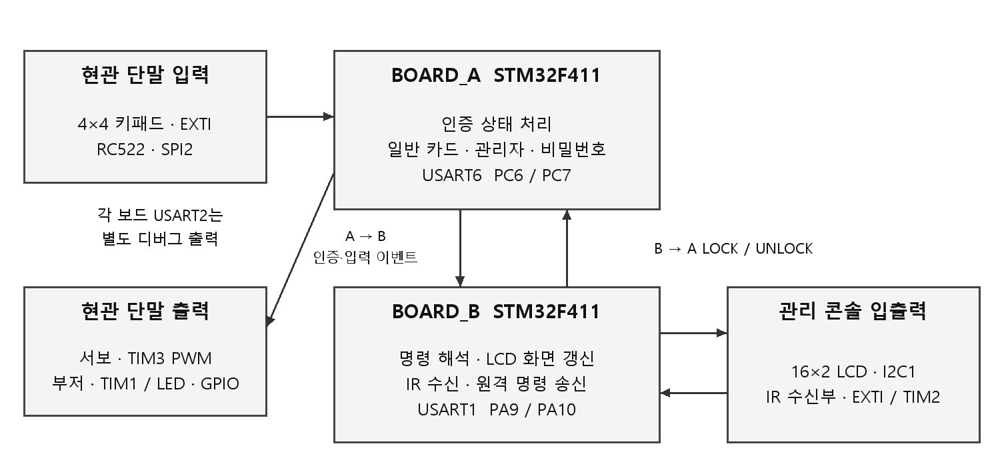 현관 단말 입력
4×4 키패드 · EXTI
RC522 · SPI2
BOARD_A STM32F411
인증 상태 처리
일반 카드 · 관리자 · 비밀번호
USART6 PC6 / PC7
각 보드 USART2는
별도 디버그 출력
A → B
인증·입력 이벤트
B → A LOCK / UNLOCK
현관 단말 출력
서보 · TIM3 PWM
부저 · TIM1 / LED · GPIO
BOARD_B STM32F411
명령 해석 · LCD 화면 갱신
IR 수신 · 원격 명령 송신
USART1 PA9 / PA10
관리 콘솔 입출력
16×2 LCD · I2C1
IR 수신부 · EXTI / TIM2